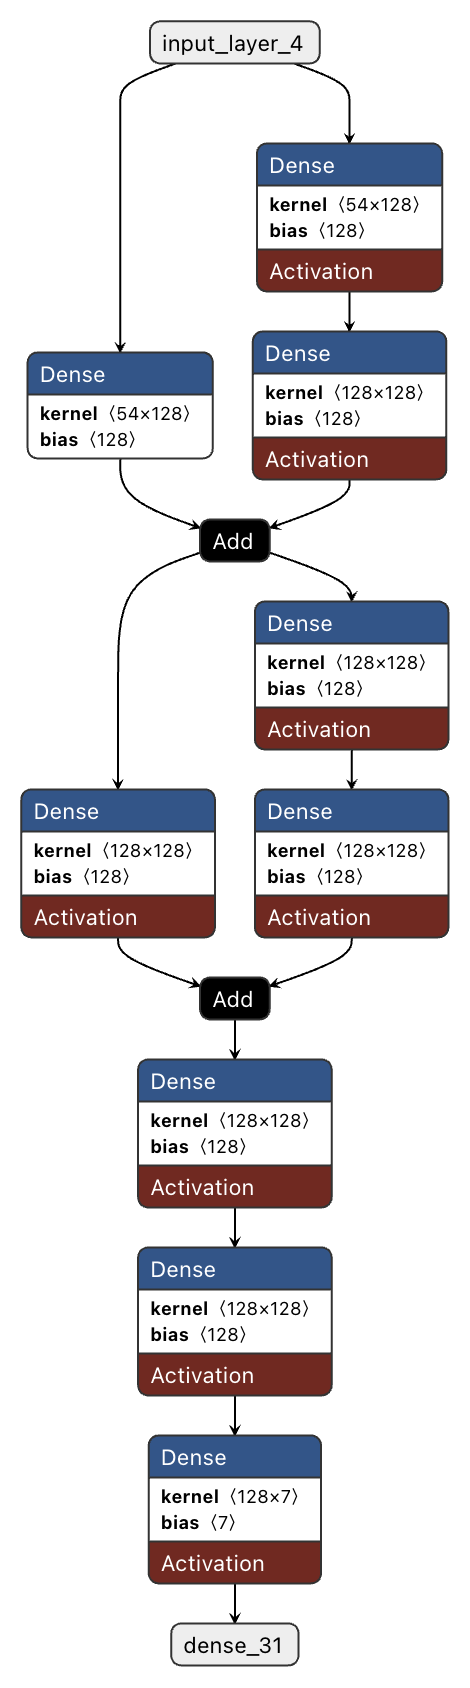 input_layer_4
Dense
kernel 〈54×128〉
bias 〈128〉
Activation
Dense
kernel 〈54×128〉
bias 〈128〉
Dense
kernel 〈128×128〉
bias 〈128〉
Activation
Add
Dense
kernel 〈128×128〉
bias 〈128〉
Activation
Dense
kernel 〈128×128〉
bias 〈128〉
Activation
Dense
kernel 〈128×128〉
bias 〈128〉
Activation
Add
Dense
kernel 〈128×128〉
bias 〈128〉
Activation
Dense
kernel 〈128×128〉
bias 〈128〉
Activation
Dense
kernel 〈128×7〉
bias 〈7〉
Activation
dense_31